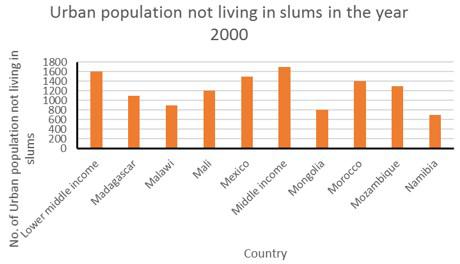 Urban population not living in slums in the year
2000
No. of Urban population not living in
slums
1800
1600
1400
1200
1000
800
600
400
200
0
Lower middle income
Madagascar
Malawi
Mali
Mexico
Middle income
Mongolia
Morocco
Mozambique
Namibia
Country